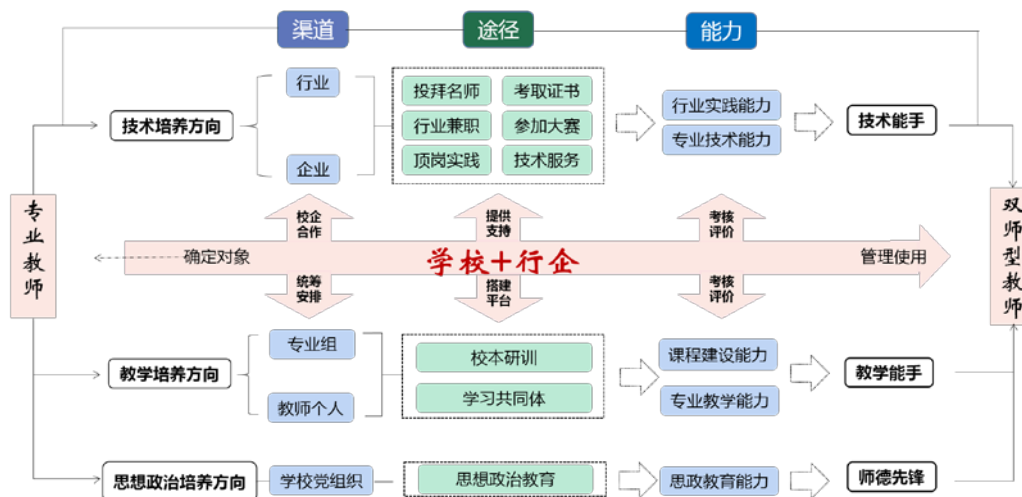 渠道
途径
能力
行业
投拜名师
考取证书
行业实践能力
技术培养方向
行业兼职
参加大赛
技术能手
专业技术能力
企业
顶岗实践
技术服务
专业教师
校企
合作
提供
支持
考核
评价
双师型教师
确定对象
学校+行企
管理使用
统筹
安排
搭建
平台
考核
评价
专业组
校本研训
课程建设能力
教学培养方向
教学能手
教师个人
学习共同体
专业教学能力
思想政治培养方向
学校党组织
思想政治教育
思政教育能力
师德先锋